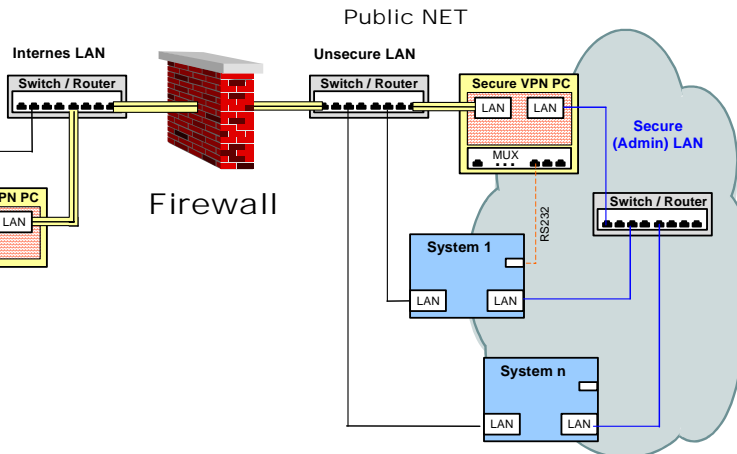 Public NET
Internes LAN
Unsecure LAN
Switch / Router
Switch / Router
Secure VPN PC
LAN
LAN
Secure
(Admin) LAN
MUX
...
PN PC
LAN
Firewall
RS232
Switch / Router
System 1
LAN
LAN
System n
LAN
LAN